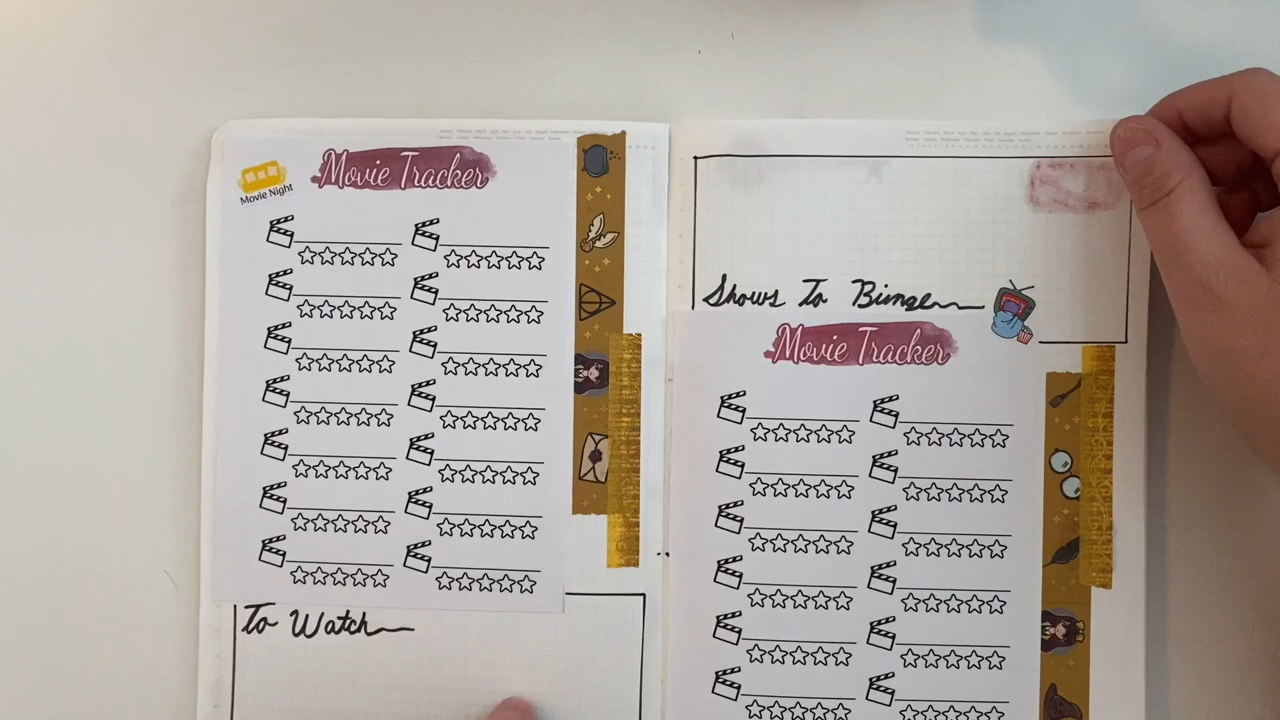 Movie Night
Movie Tracker
To Watch
Shows To Binge
Movie Tracker